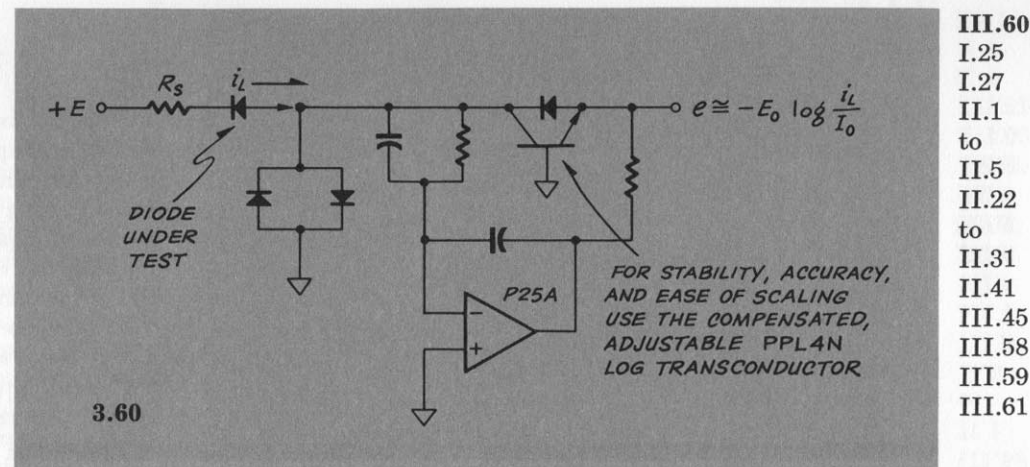 +E
Rs
iL
e ≅ -E₀ log iL/I₀
DIODE
UNDER
TEST
P25A
-
+
FOR STABILITY, ACCURACY,
AND EASE OF SCALING
USE THE COMPENSATED,
ADJUSTABLE PPL4N
LOG TRANSCONDUCTOR
3.60
III.60
I.25
I.27
II.1
to
II.5
II.22
to
II.31
II.41
III.45
III.58
III.59
III.61